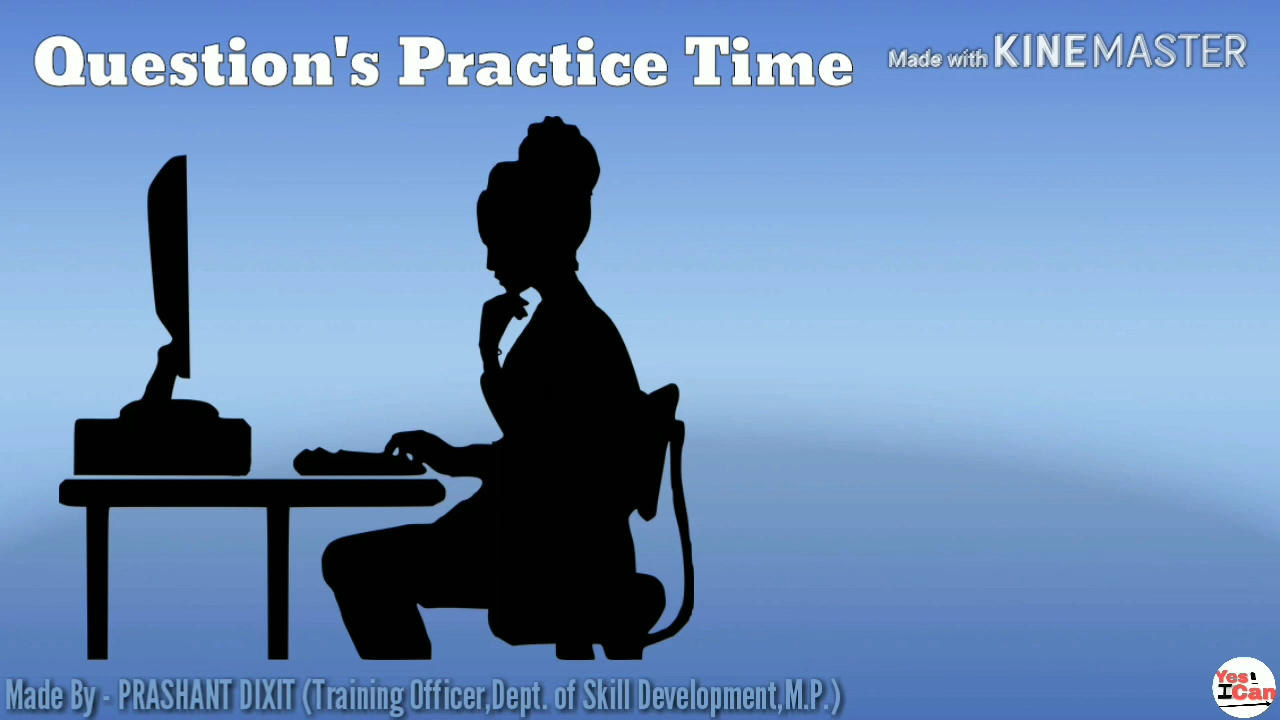 Question's Practice Time
Made with KINEMASTER
Made By - PRASHANT DIXIT (Training Officer,Dept. of Skill Development,M.P.)
Yes!
I Can